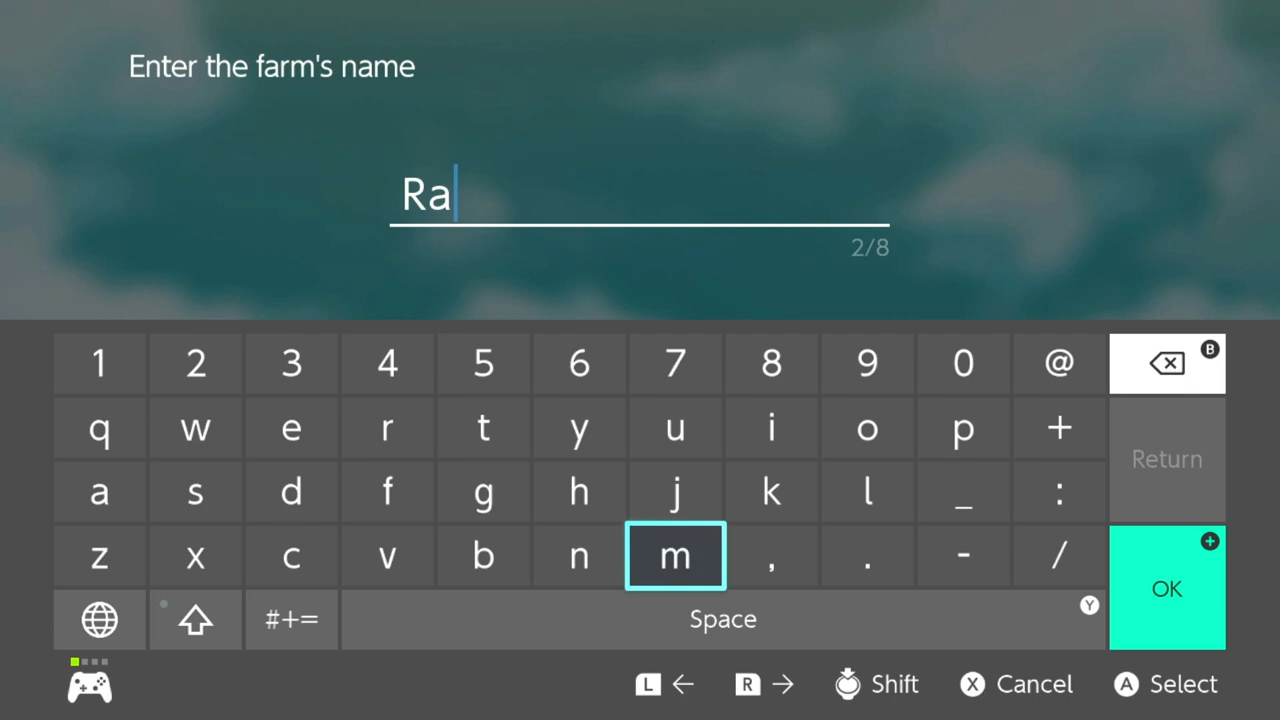 Enter the farm's name
Ra
2/8
1 2 3 4 5 6 7 8 9 0 @ B
q w e r t y u i o p +
Return
a s d f g h j k l _ :
z x c v b n m , . - /
+
OK
#+= Space Y
L ← R → Shift X Cancel A Select